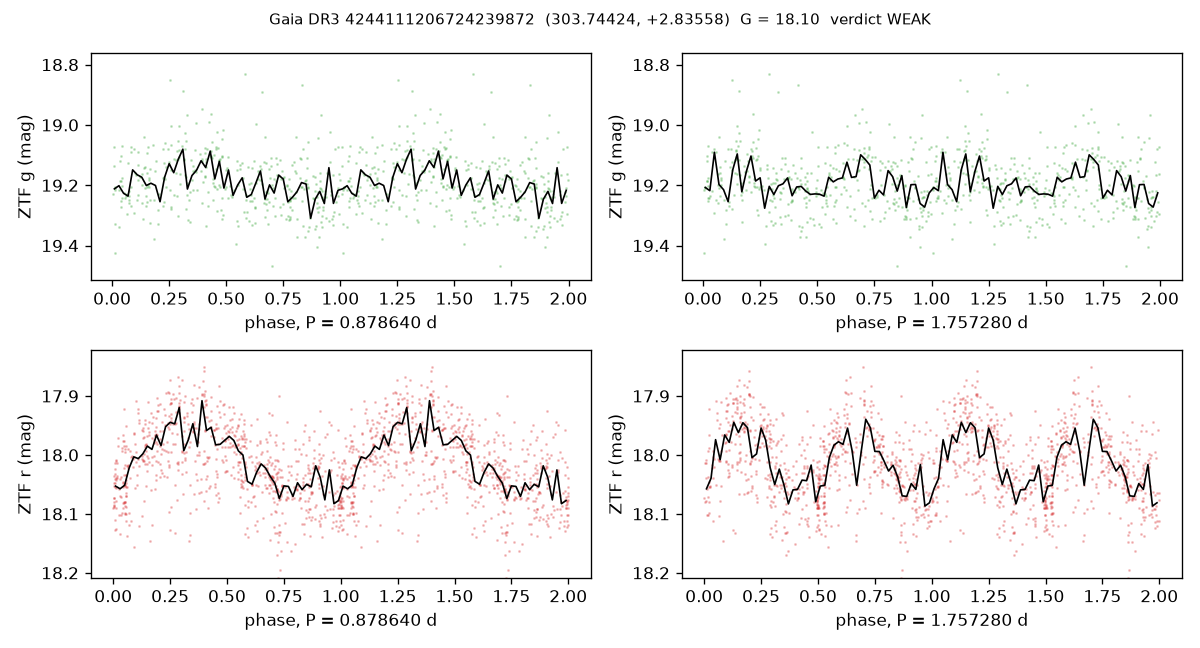 Gaia DR3 4244111206724239872 (303.74424, +2.83558) G = 18.10 verdict WEAK
18.8
19.0
19.2
19.4
ZTF g (mag)
0.00 0.25 0.50 0.75 1.00 1.25 1.50 1.75 2.00
phase, P = 0.878640 d
18.8
19.0
19.2
19.4
ZTF g (mag)
0.00 0.25 0.50 0.75 1.00 1.25 1.50 1.75 2.00
phase, P = 1.757280 d
17.9
18.0
18.1
18.2
ZTF r (mag)
0.00 0.25 0.50 0.75 1.00 1.25 1.50 1.75 2.00
phase, P = 0.878640 d
17.9
18.0
18.1
18.2
ZTF r (mag)
0.00 0.25 0.50 0.75 1.00 1.25 1.50 1.75 2.00
phase, P = 1.757280 d